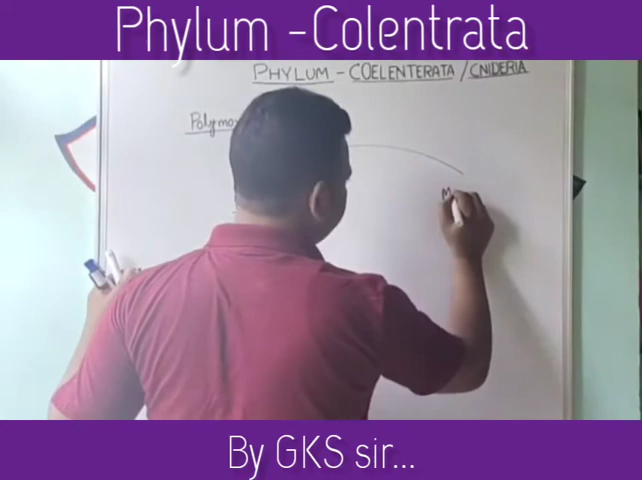 Phylum - Colentrata
PHYLUM - COELENTERATA / CNIDERIA
M
By GKS sir...